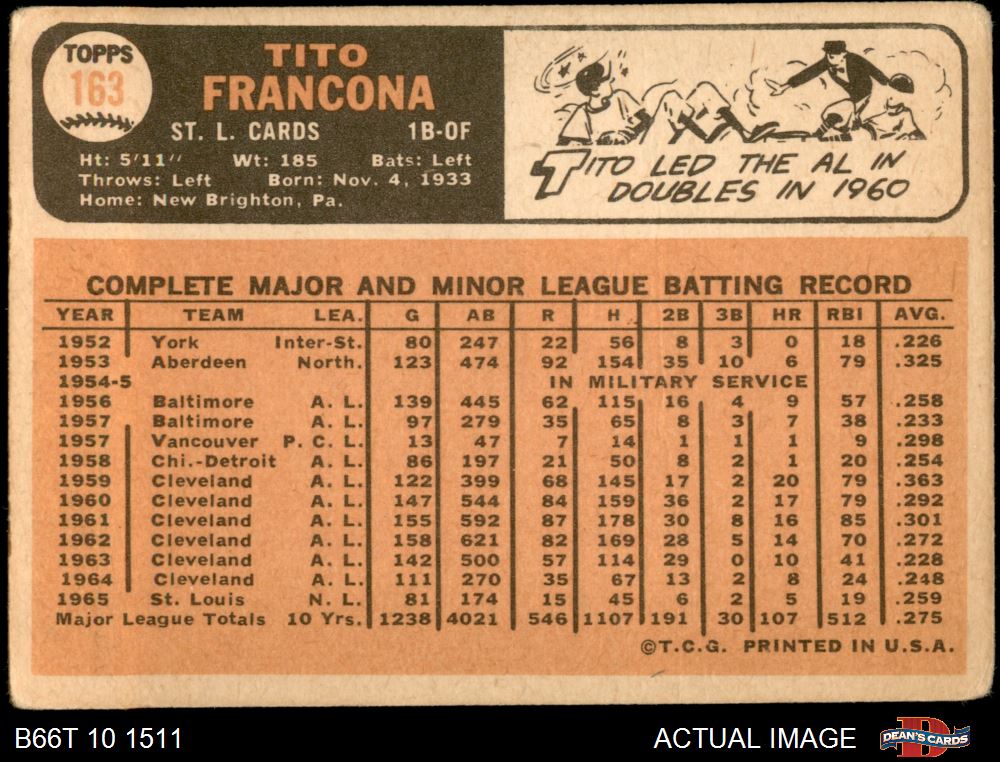 TOPPS
163
TITO
FRANCONA
ST. L. CARDS 1B-OF
Ht: 5'11" Wt: 185 Bats: Left
Throws: Left Born: Nov. 4, 1933
Home: New Brighton, Pa.
TITO LED THE AL IN
DOUBLES IN 1960
COMPLETE MAJOR AND MINOR LEAGUE BATTING RECORD
YEAR TEAM LEA. G AB R H 2B 3B HR RBI AVG.
1952 York Inter-St. 80 247 22 56 8 3 0 18 .226
1953 Aberdeen North. 123 474 92 154 35 10 6 79 .325
1954-5 IN MILITARY SERVICE
1956 Baltimore A. L. 139 445 62 115 16 4 9 57 .258
1957 Baltimore A. L. 97 279 35 65 8 3 7 38 .233
1957 Vancouver P. C. L. 13 47 7 14 1 1 1 9 .298
1958 Chi.-Detroit A. L. 86 197 21 50 8 2 1 20 .254
1959 Cleveland A. L. 122 399 68 145 17 2 20 79 .363
1960 Cleveland A. L. 147 544 84 159 36 2 17 79 .292
1961 Cleveland A. L. 155 592 87 178 30 8 16 85 .301
1962 Cleveland A. L. 158 621 82 169 28 5 14 70 .272
1963 Cleveland A. L. 142 500 57 114 29 0 10 41 .228
1964 Cleveland A. L. 111 270 35 67 13 2 8 24 .248
1965 St. Louis N. L. 81 174 15 45 6 2 5 19 .259
Major League Totals 10 Yrs. 1238 4021 546 1107 191 30 107 512 .275
©T.C.G. PRINTED IN U.S.A.
B66T 10 1511 ACTUAL IMAGE
D
DEAN'S CARDS